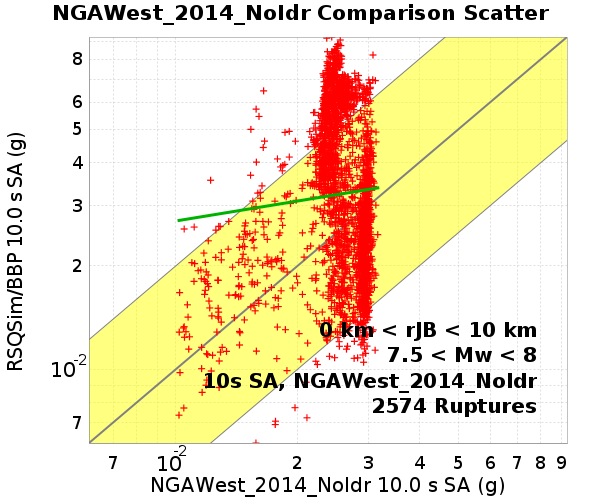 NGAWest_2014_NoIdr Comparison Scatter
RSQSim/BBP 10.0 s SA (g)
8
6
5
4
3
2
10-2
7
0 km < rJB < 10 km
7.5 < Mw < 8
10s SA, NGAWest_2014_NoIdr
2574 Ruptures
7 10-2 2 3 4 5 6 7 8 9
NGAWest_2014_NoIdr 10.0 s SA (g)